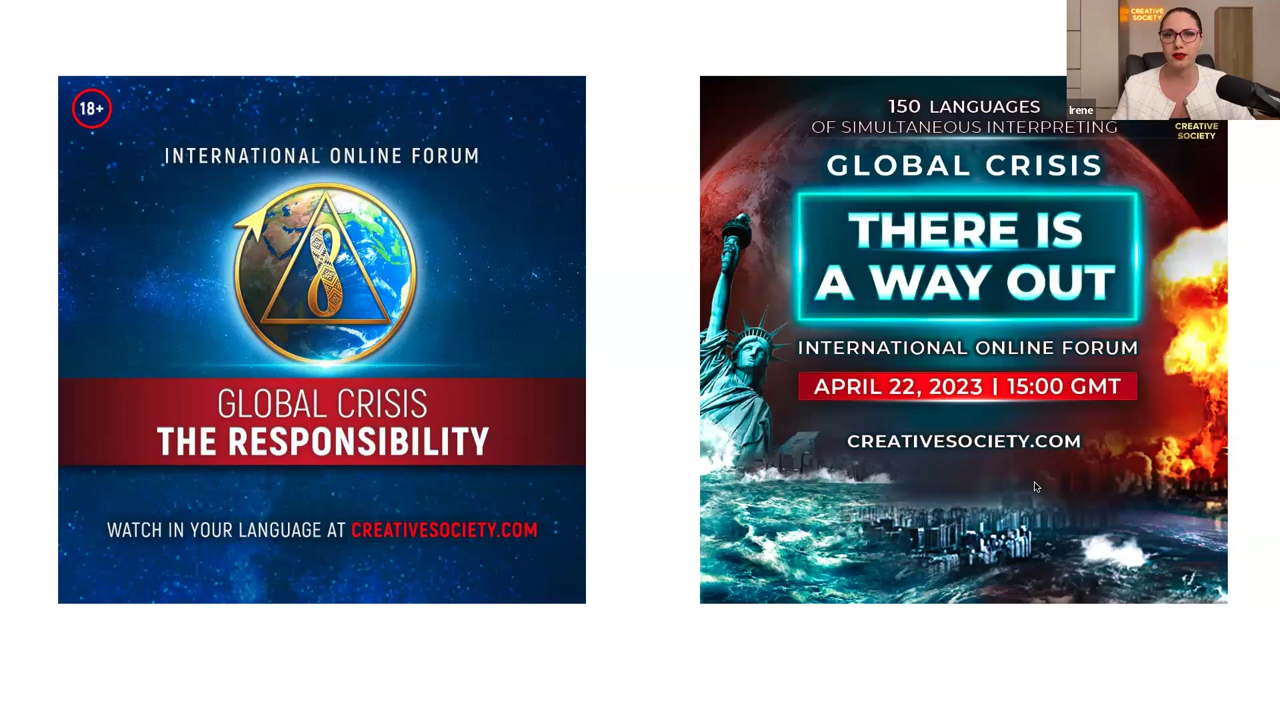 18+
INTERNATIONAL ONLINE FORUM
GLOBAL CRISIS
THE RESPONSIBILITY
WATCH IN YOUR LANGUAGE AT CREATIVESOCIETY.COM
150 LANGUAGES
OF SIMULTANEOUS INTERPRETING
GLOBAL CRISIS
THERE IS
A WAY OUT
INTERNATIONAL ONLINE FORUM
APRIL 22, 2023 | 15:00 GMT
CREATIVESOCIETY.COM
CREATIVE
SOCIETY
Irene
CREATIVE
SOCIETY